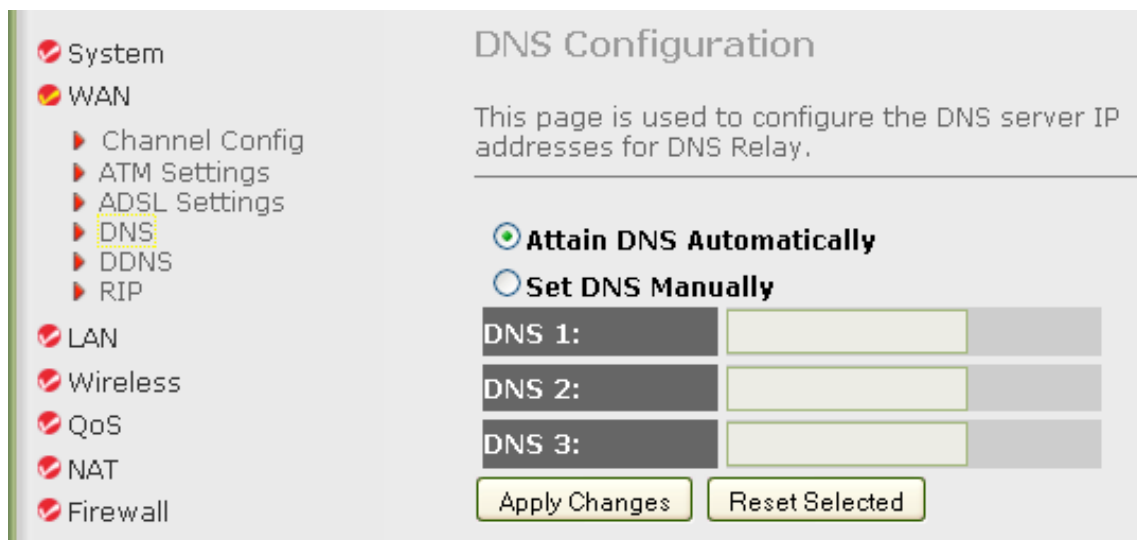 System
WAN
Channel Config
ATM Settings
ADSL Settings
DNS
DDNS
RIP
LAN
Wireless
QoS
NAT
Firewall
DNS Configuration
This page is used to configure the DNS server IP
addresses for DNS Relay.
Attain DNS Automatically
Set DNS Manually
DNS 1:
DNS 2:
DNS 3:
Apply Changes Reset Selected